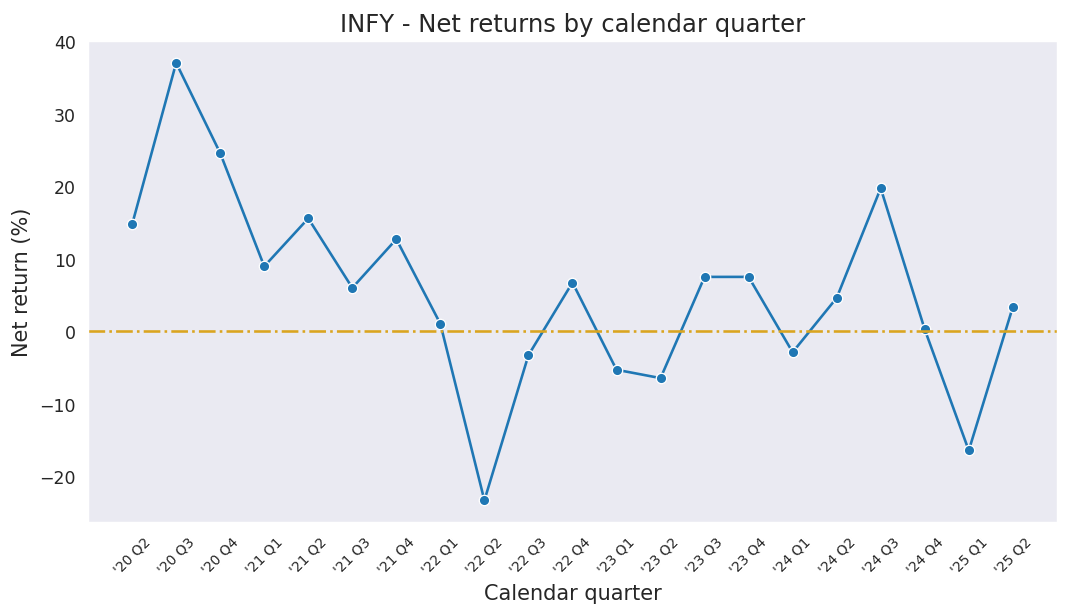 INFY - Net returns by calendar quarter
Net return (%)
40
30
20
10
0
−10
−20
'20 Q2
'20 Q3
'20 Q4
'21 Q1
'21 Q2
'21 Q3
'21 Q4
'22 Q1
'22 Q2
'22 Q3
'22 Q4
'23 Q1
'23 Q2
'23 Q3
'23 Q4
'24 Q1
'24 Q2
'24 Q3
'24 Q4
'25 Q1
'25 Q2
Calendar quarter